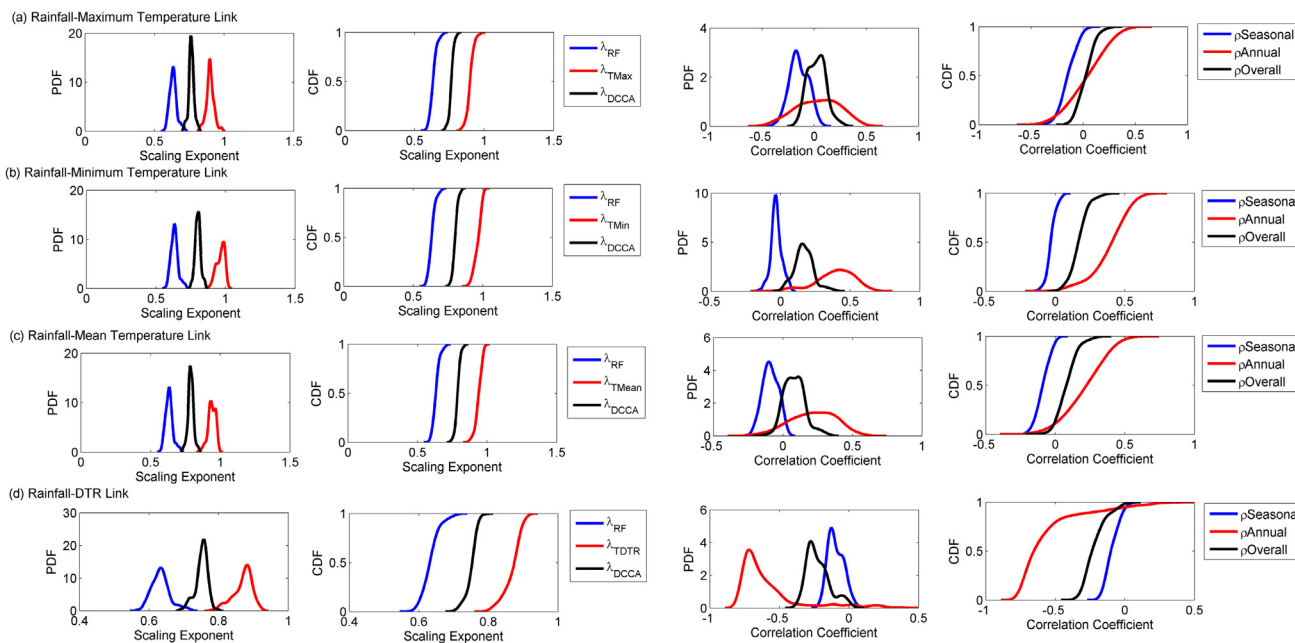 (a) Rainfall-Maximum Temperature Link
20
10
0
PDF
0
0.5
1
1.5
Scaling Exponent
1
0.5
0
CDF
0
0.5
1
1.5
Scaling Exponent
λRF
λTMax
λDCCA
4
2
0
PDF
-1
-0.5
0
0.5
1
Correlation Coefficient
1
0.5
0
CDF
-1
-0.5
0
0.5
1
Correlation Coefficient
ρSeasonal
ρAnnual
ρOverall
(b) Rainfall-Minimum Temperature Link
20
10
0
PDF
0
0.5
1
1.5
Scaling Exponent
1
0.5
0
CDF
0
0.5
1
1.5
Scaling Exponent
λRF
λTMin
λDCCA
10
5
0
PDF
-0.5
0
0.5
1
Correlation Coefficient
1
0.5
0
CDF
-0.5
0
0.5
1
Correlation Coefficient
ρSeasonal
ρAnnual
ρOverall
(c) Rainfall-Mean Temperature Link
20
10
0
PDF
0
0.5
1
1.5
Scaling Exponent
1
0.5
0
CDF
0
0.5
1
1.5
Scaling Exponent
λRF
λTMean
λDCCA
6
4
2
0
PDF
-0.5
0
0.5
1
Correlation Coefficient
1
0.5
0
CDF
-0.5
0
0.5
1
Correlation Coefficient
ρSeasonal
ρAnnual
ρOverall
(d) Rainfall-DTR Link
30
20
10
0
PDF
0.4
0.6
0.8
1
Scaling Exponent
1
0.5
0
CDF
0.4
0.6
0.8
1
Scaling Exponent
λRF
λTDTR
λDCCA
6
4
2
0
PDF
-1
-0.5
0
0.5
Correlation Coefficient
1
0.5
0
CDF
-1
-0.5
0
0.5
Correlation Coefficient
ρSeasonal
ρAnnual
ρOverall